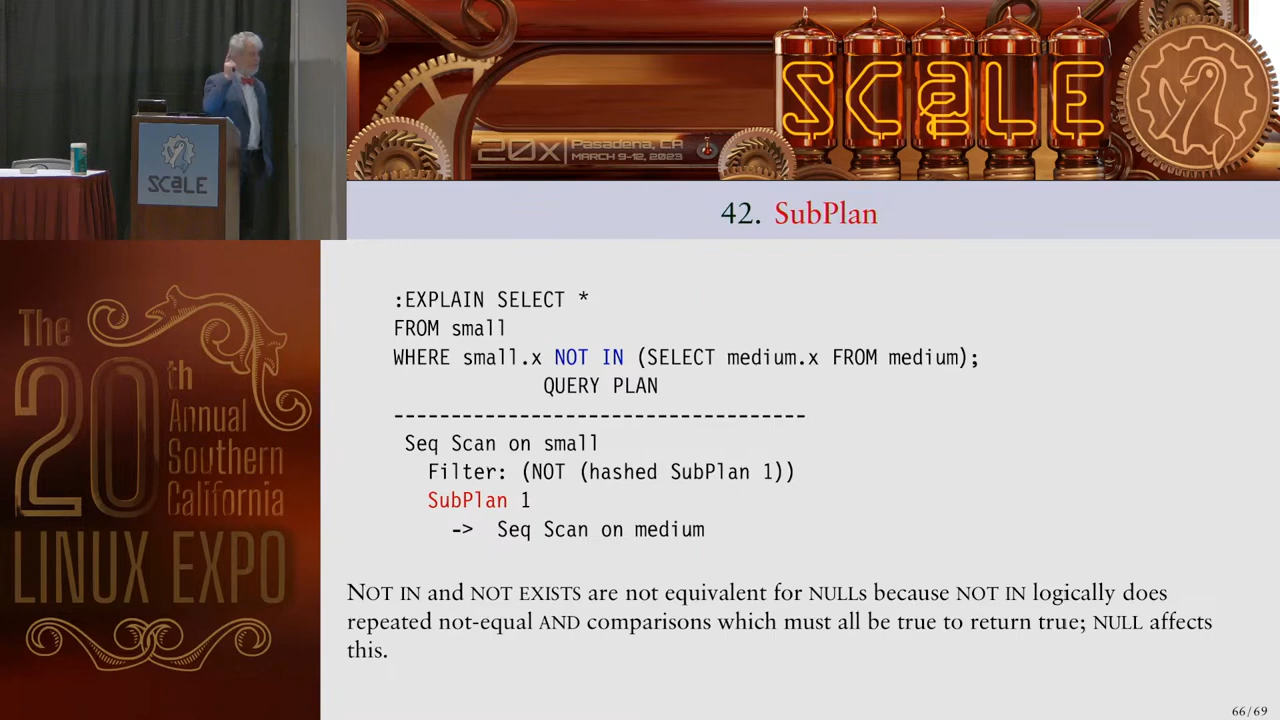 SCaLE
20x
Pasadena, CA
MARCH 9-12, 2023
SCaLE
42. SubPlan
The
20th
Annual
Southern
California
LINUX EXPO
:EXPLAIN SELECT *
FROM small
WHERE small.x NOT IN (SELECT medium.x FROM medium);
QUERY PLAN
------------------------------------
Seq Scan on small
Filter: (NOT (hashed SubPlan 1))
SubPlan 1
-> Seq Scan on medium
NOT IN and NOT EXISTS are not equivalent for NULLs because NOT IN logically does
repeated not-equal AND comparisons which must all be true to return true; NULL affects
this.
66/69